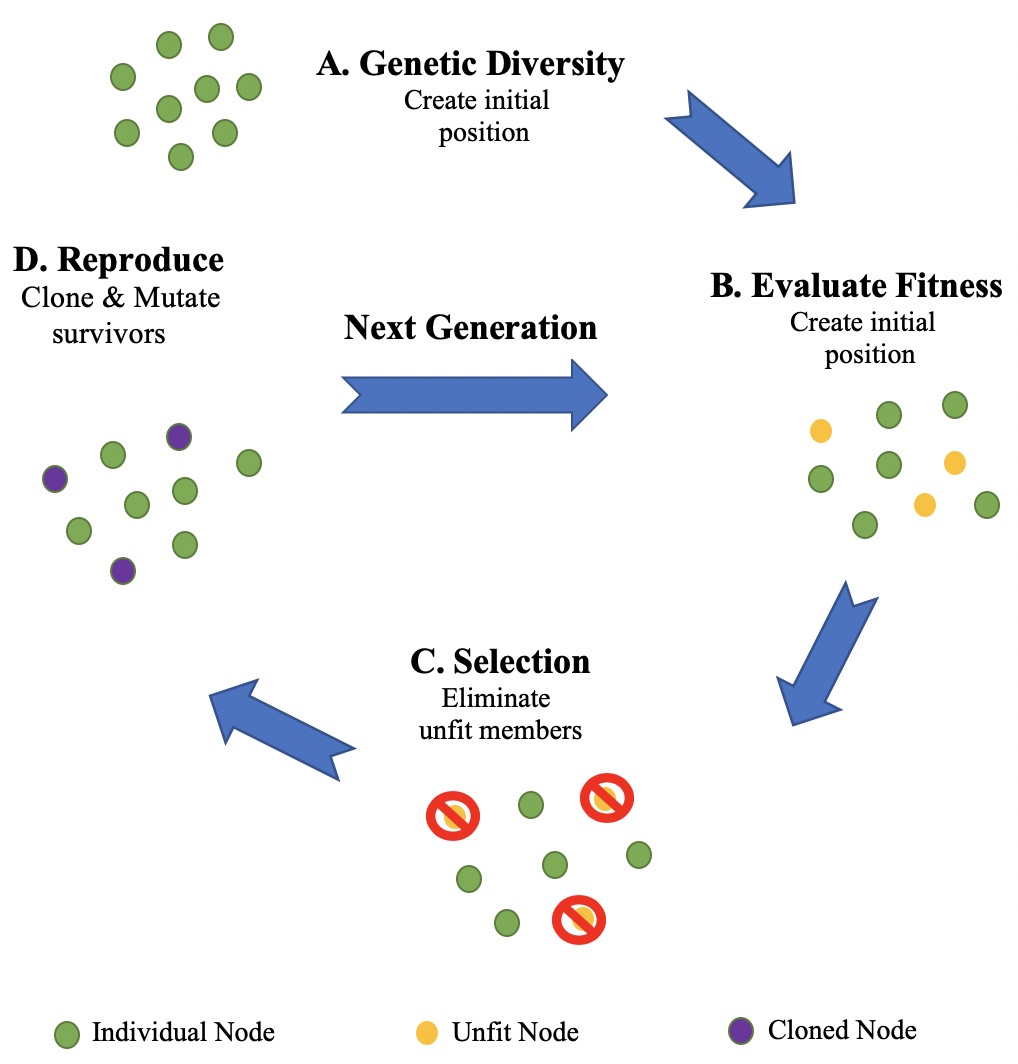 A. Genetic Diversity
Create initial
position
D. Reproduce
Clone & Mutate
survivors
Next Generation
B. Evaluate Fitness
Create initial
position
C. Selection
Eliminate
unfit members
Individual Node
Unfit Node
Cloned Node